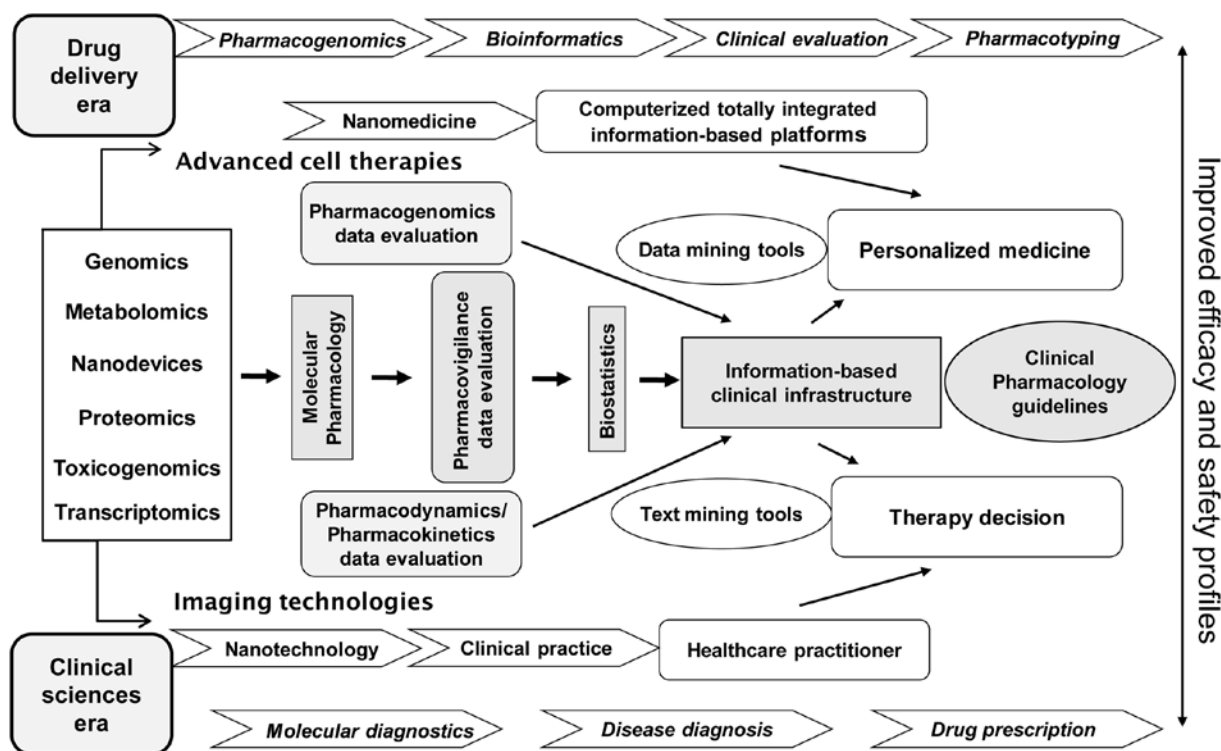 Drug
delivery
era
Pharmacogenomics
Bioinformatics
Clinical evaluation
Pharmacotyping
Nanomedicine
Computerized totally integrated
information-based platforms
Advanced cell therapies
Pharmacogenomics
data evaluation
Data mining tools
Personalized medicine
Genomics
Metabolomics
Nanodevices
Proteomics
Toxicogenomics
Transcriptomics
Molecular
Pharmacology
Pharmacovigilance
data evaluation
Biostatistics
Information-based
clinical infrastructure
Clinical
Pharmacology
guidelines
Pharmacodynamics/
Pharmacokinetics
data evaluation
Text mining tools
Therapy decision
Imaging technologies
Clinical
sciences
era
Nanotechnology
Clinical practice
Healthcare practitioner
Molecular diagnostics
Disease diagnosis
Drug prescription
Improved efficacy and safety profiles